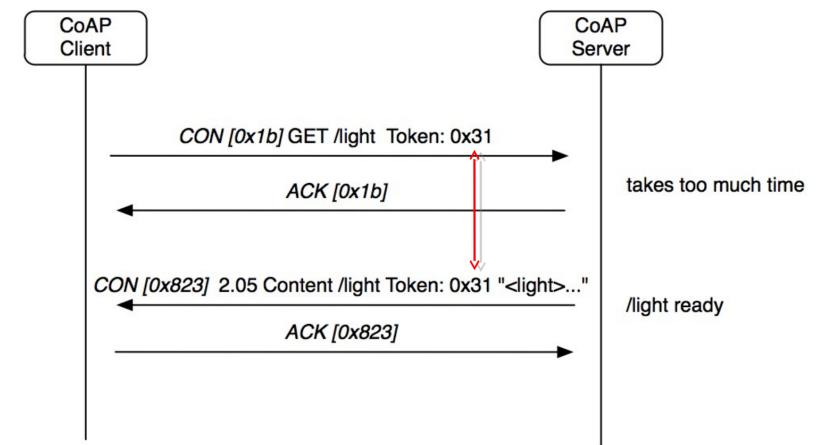 CoAP
Client
CoAP
Server
CON [0x1b] GET /light  Token: 0x31
takes too much time
ACK [0x1b]
CON [0x823]  2.05 Content /light Token: 0x31 "<light>..."
/light ready
ACK [0x823]